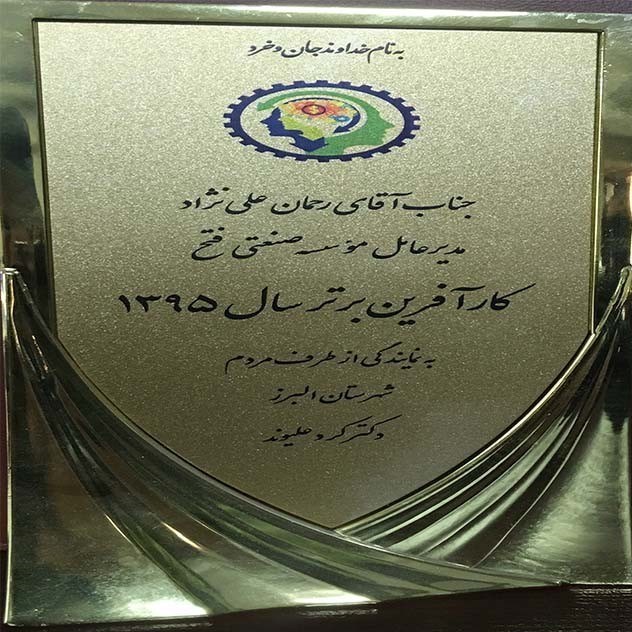 به نام خداوند جان و خرد
جناب آقای رحمان علی نژاد
مدیرعامل مؤسسه صنعتی فتح
کارآفرین برتر سال ۱۳۹۵
به نمایندگی از طرف مردم
شهرستان البرز
دکتر کرد علیوند